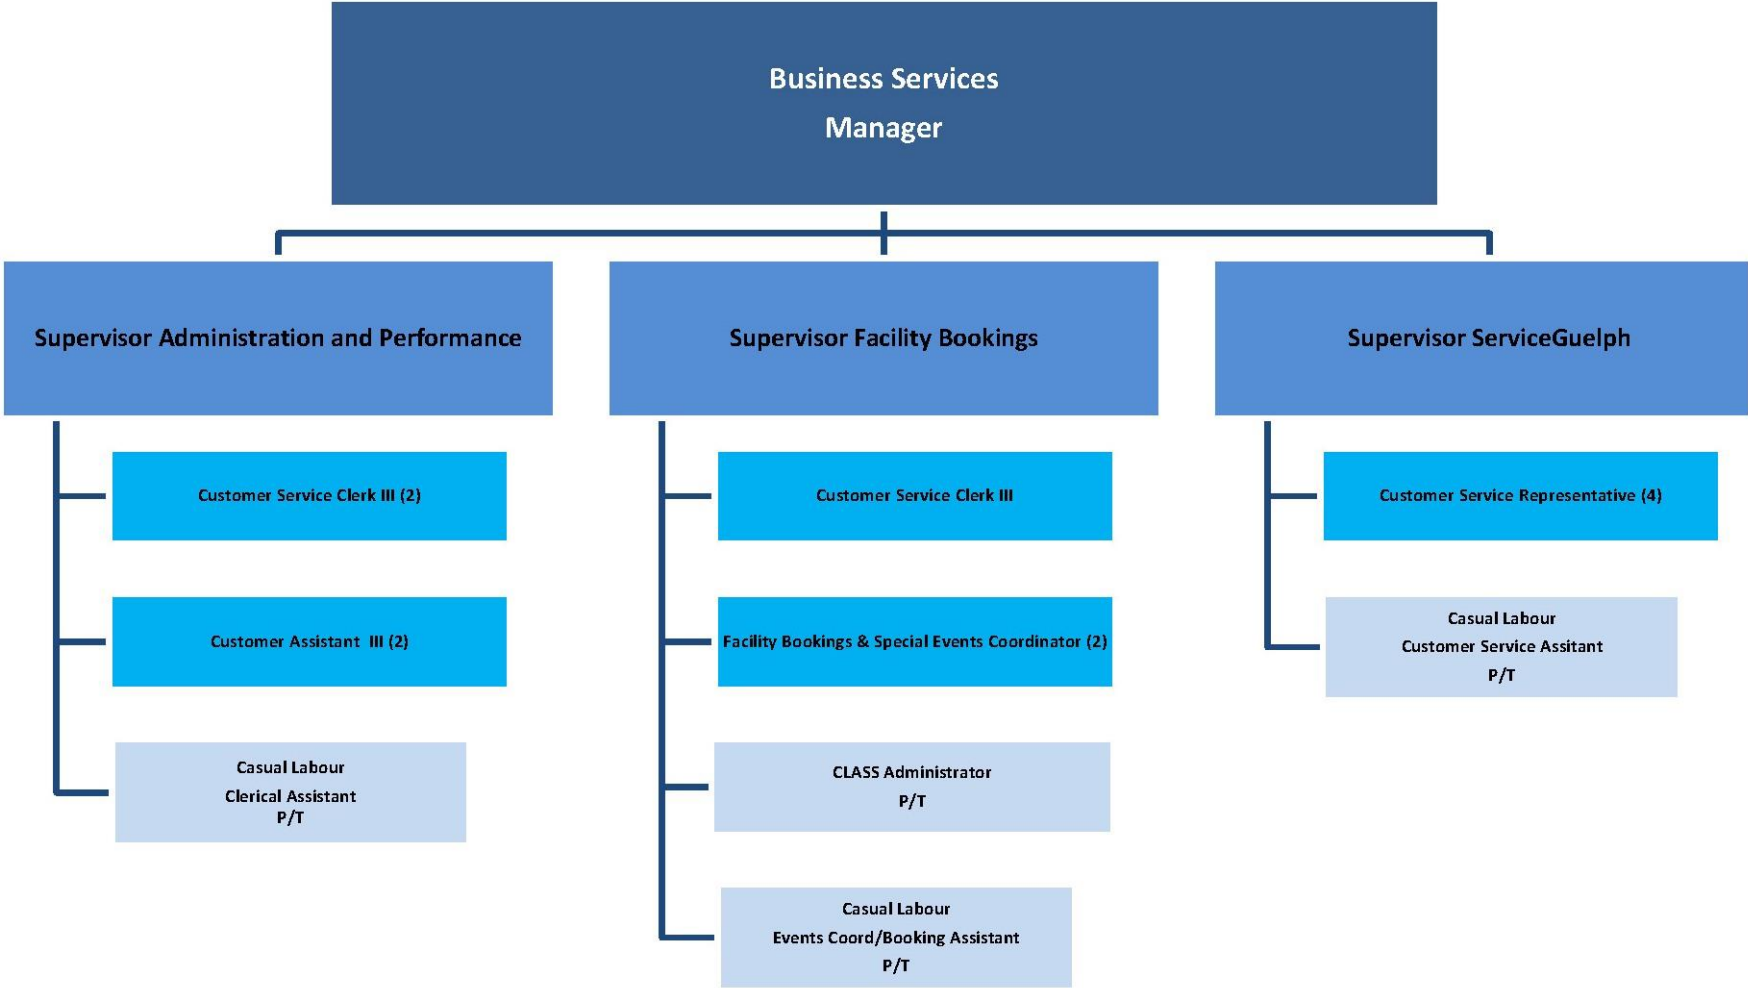 Business Services
Manager
Supervisor Administration and Performance
Customer Service Clerk III (2)
Customer Assistant  III (2)
Casual Labour
Clerical Assistant
P/T
Supervisor Facility Bookings
Customer Service Clerk III
Facility Bookings & Special Events Coordinator (2)
CLASS Administrator
P/T
Casual Labour
Events Coord/Booking Assistant
P/T
Supervisor ServiceGuelph
Customer Service Representative (4)
Casual Labour
Customer Service Assitant
P/T